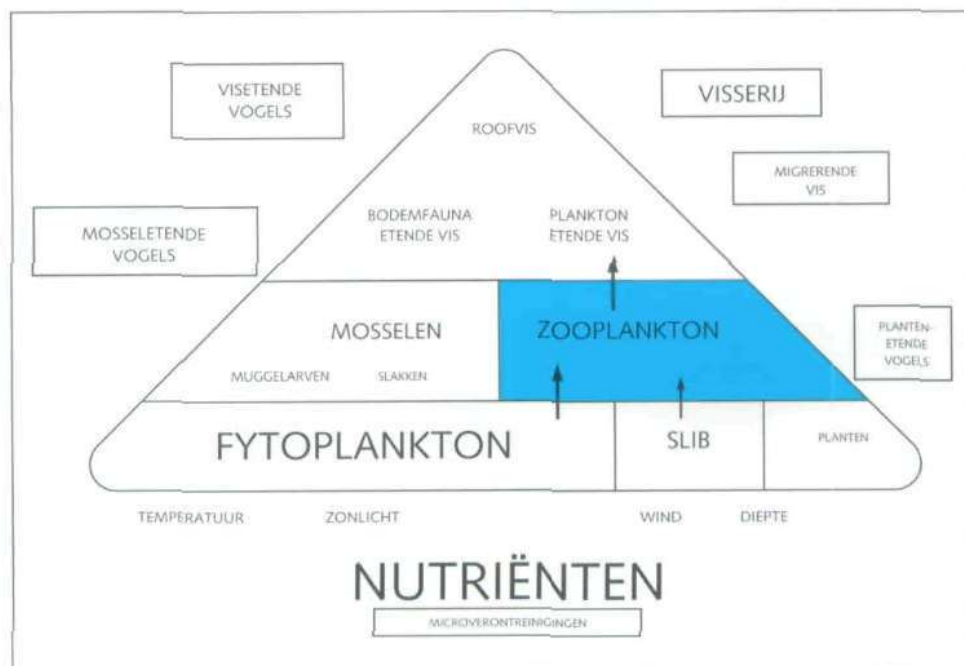 VISETENDE
VOGELS
VISSERIJ
ROOFVIS
MIGRERENDE
VIS
MOSSELETENDE
VOGELS
BODEMFAUNA
ETENDE VIS
PLANKTON
ETENDE VIS
MOSSELEN
ZOOPLANKTON
PLANTEN-
ETENDE
VOGELS
MUGGELARVEN SLAKKEN
FYTOPLANKTON
SLIB
PLANTEN
TEMPERATUUR ZONLICHT WIND DIEPTE
NUTRIËNTEN
MICROVERONTREINIGINGEN